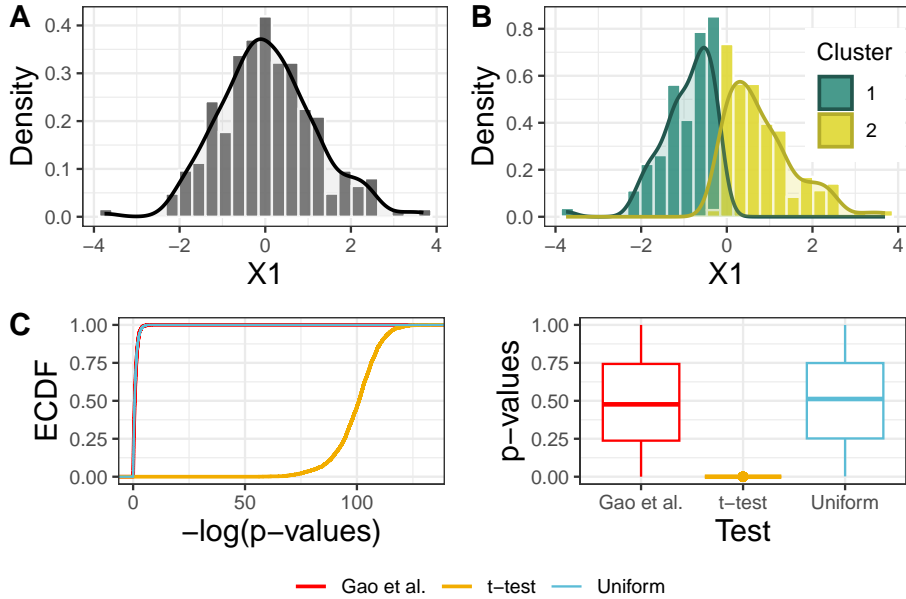 A
Density
0.4
0.3
0.2
0.1
0.0
−4
−2
0
2
4
X1
B
Density
0.8
0.6
0.4
0.2
0.0
−4
−2
0
2
4
X1
Cluster
1
2
C
ECDF
1.00
0.75
0.50
0.25
0.00
0
50
100
−log(p−values)
p−values
1.00
0.75
0.50
0.25
0.00
Gao et al.
t−test
Uniform
Test
Gao et al.
t−test
Uniform